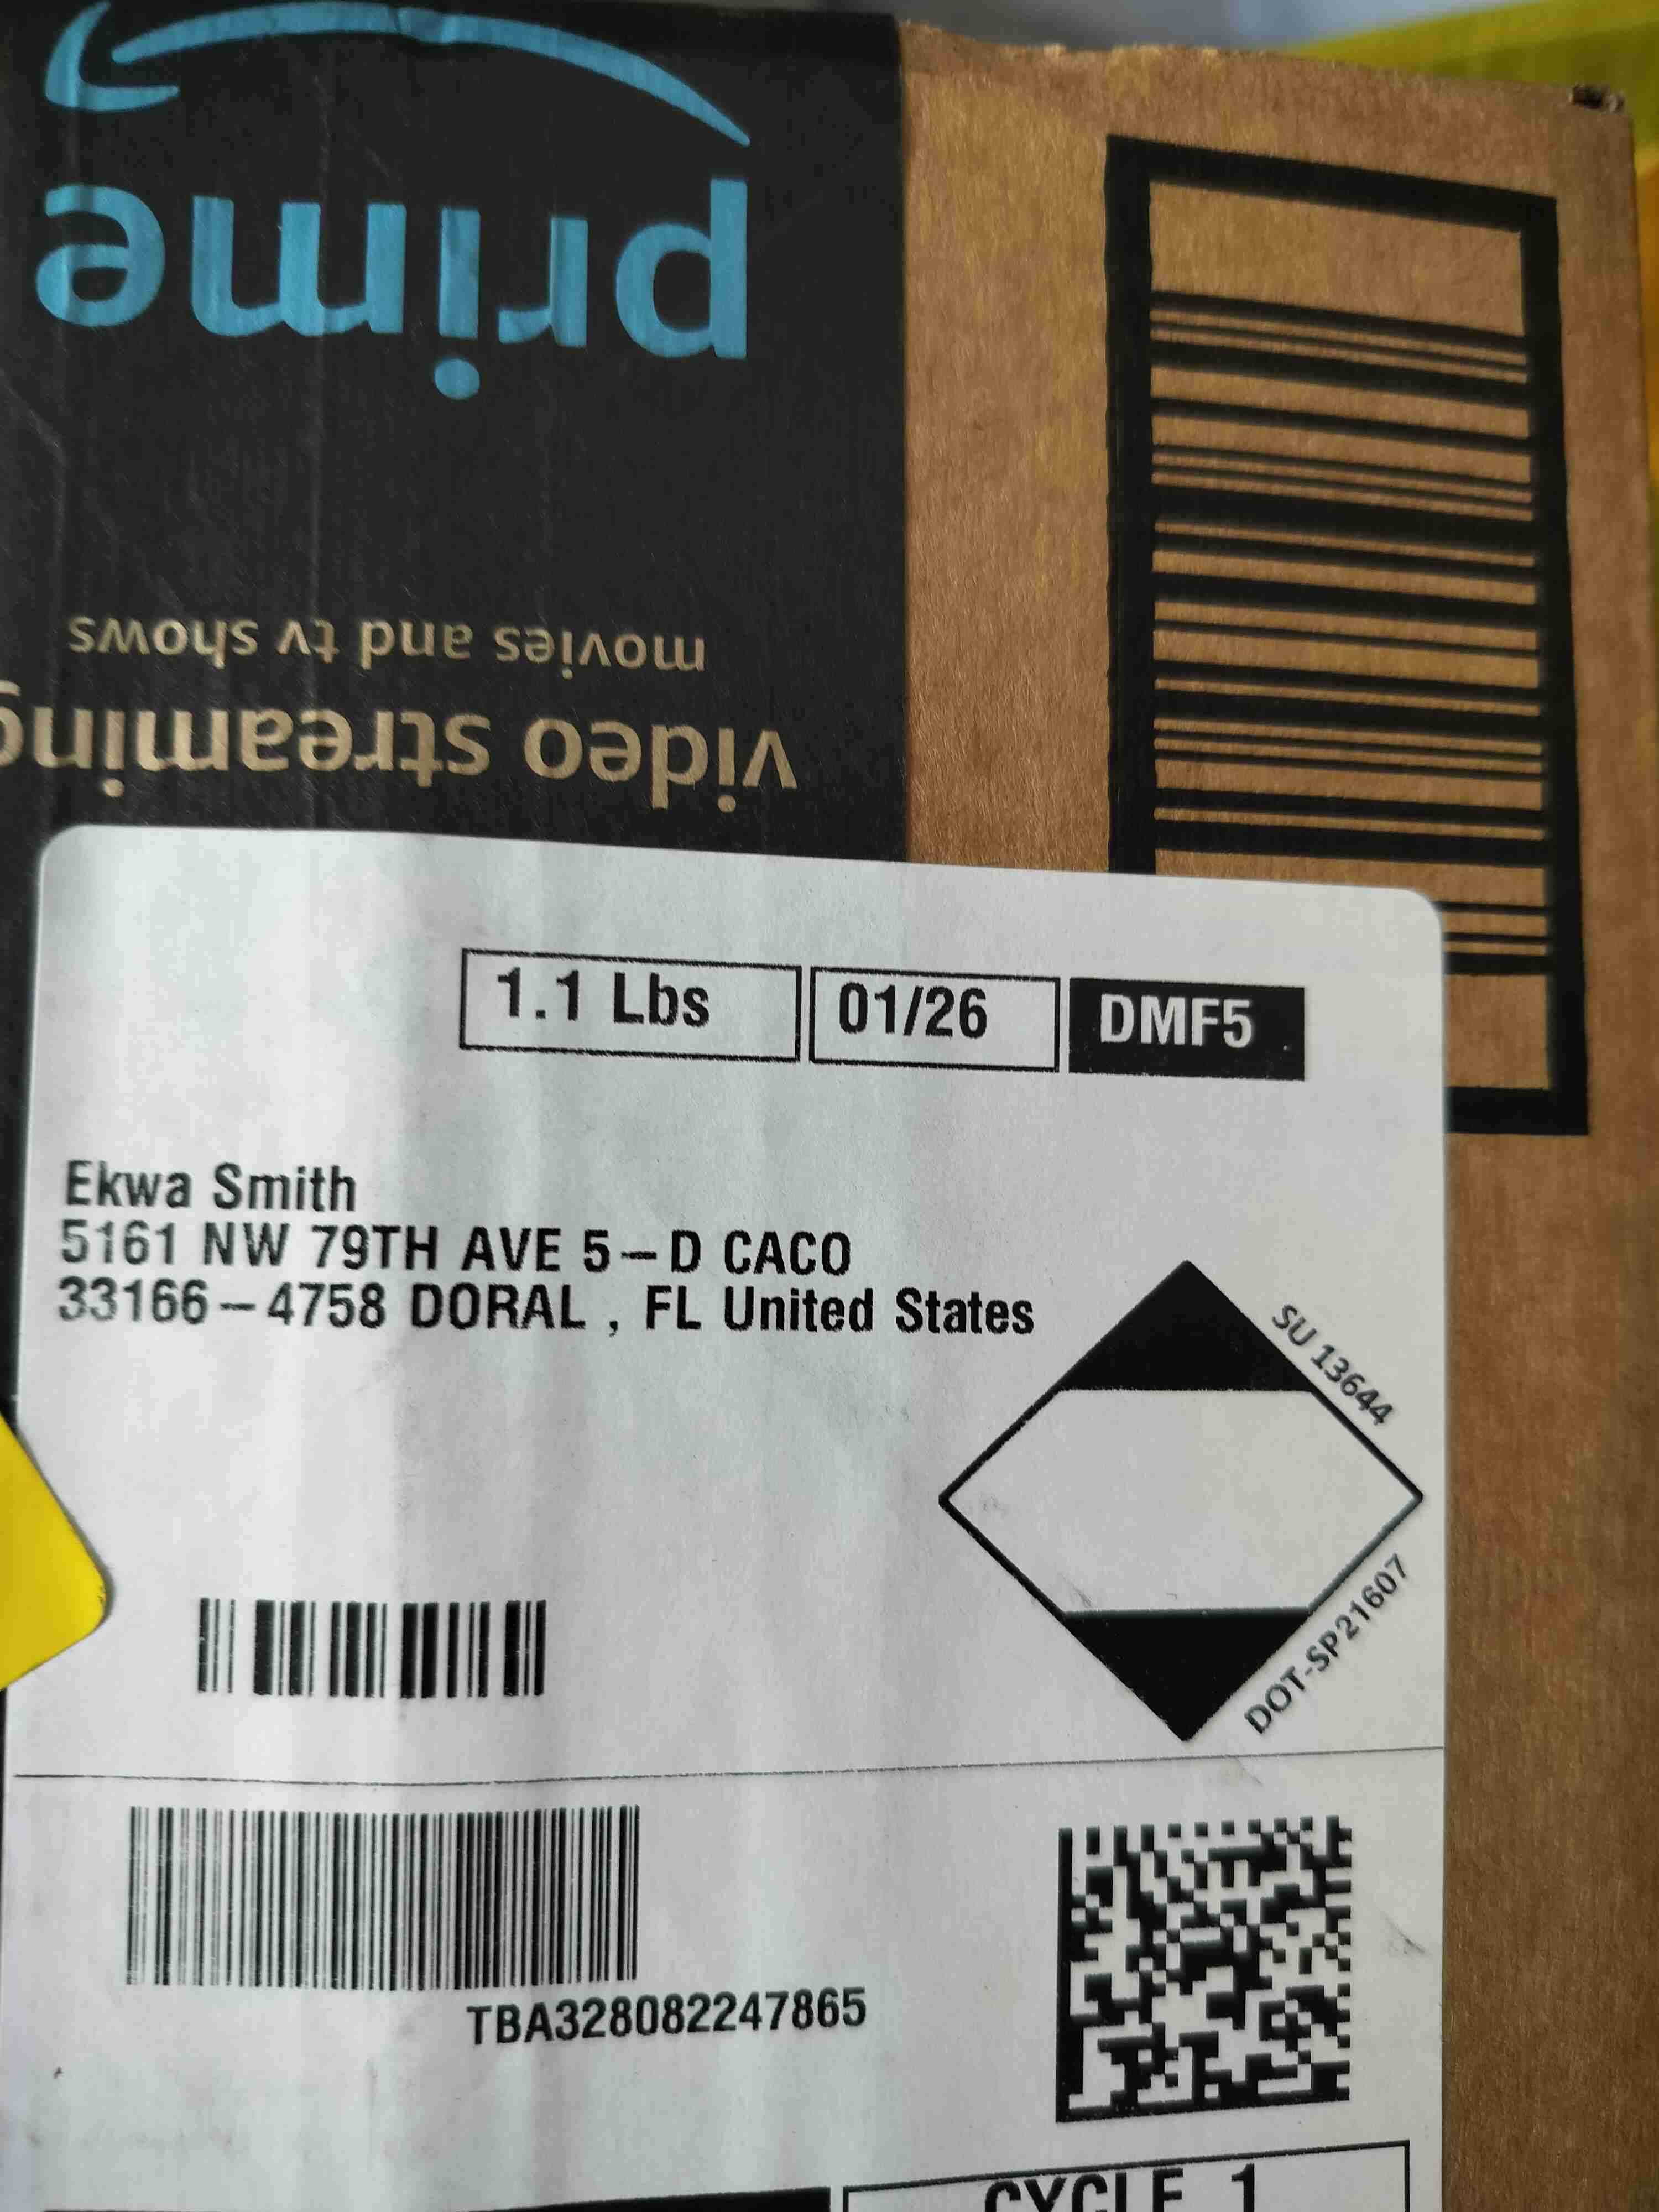 prime
movies and tv shows
video streaming
1.1 Lbs
01/26
DMF5
Ekwa Smith
5161 NW 79TH AVE 5-D CACO
33166-4758 DORAL , FL United States
SU 13644
DOT-SP21607
TBA328082247865
CYCLE 1